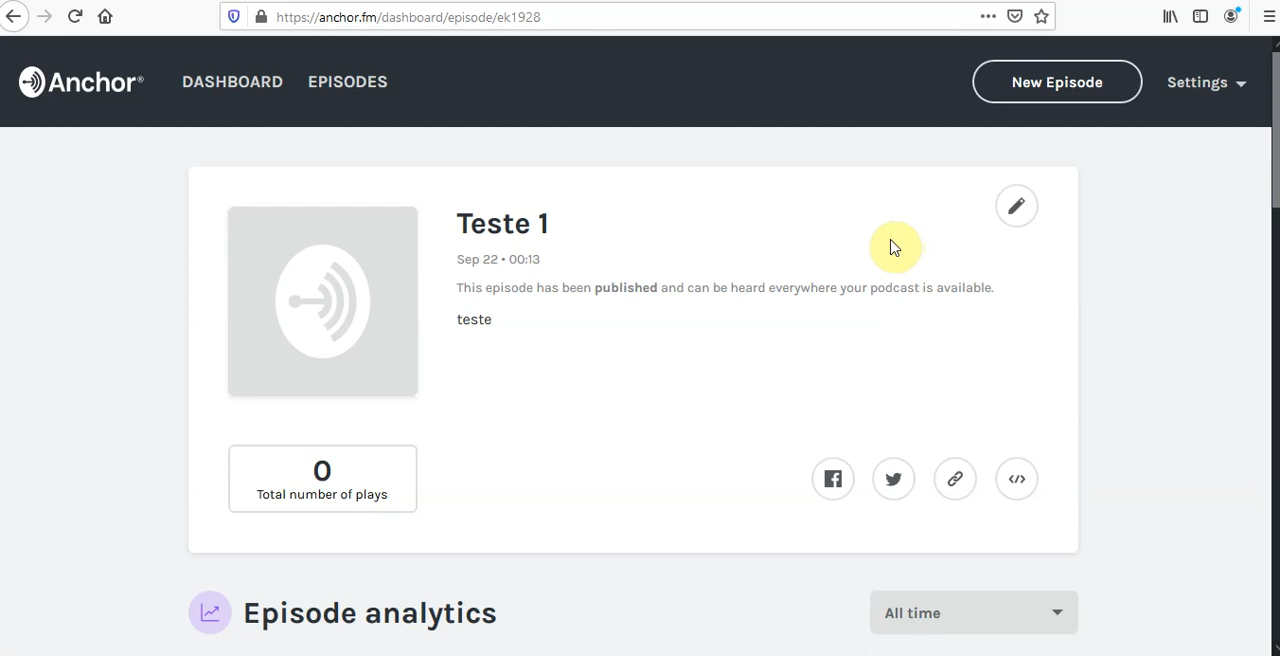 https://anchor.fm/dashboard/episode/ek1928
Anchor® DASHBOARD EPISODES New Episode Settings
Teste 1
Sep 22 • 00:13
This episode has been published and can be heard everywhere your podcast is available.
teste
0
Total number of plays
Episode analytics All time